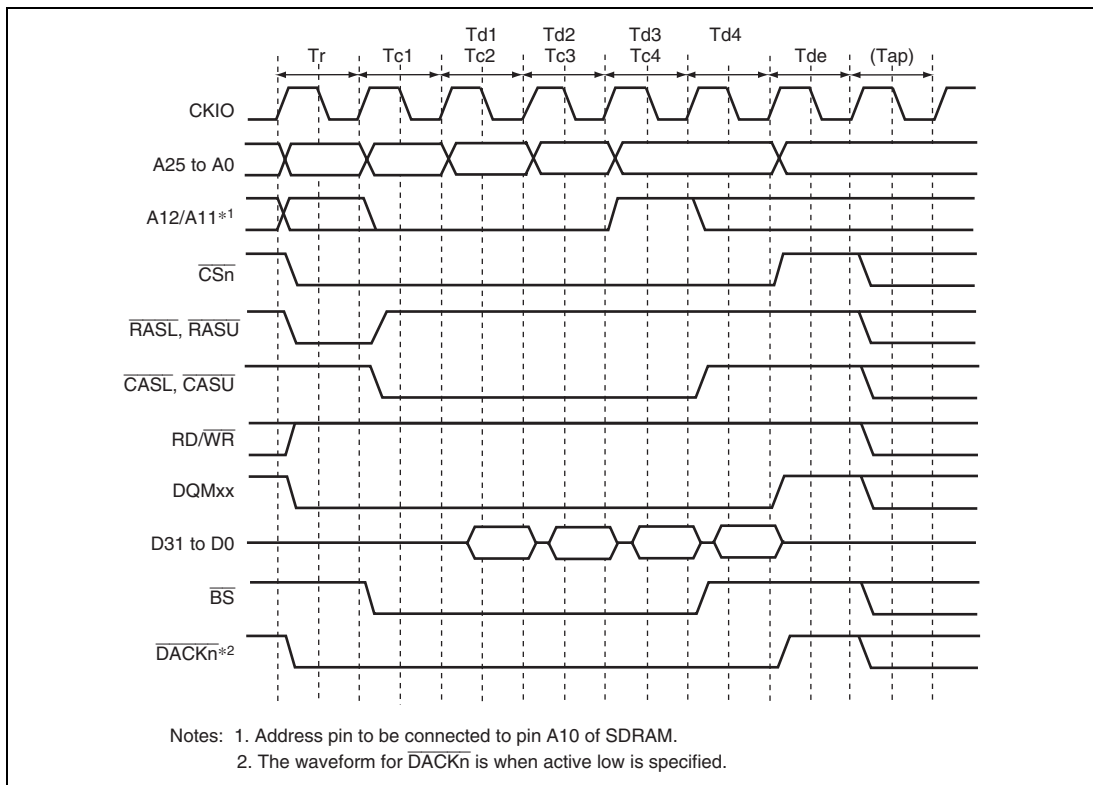 Td1 Td2 Td3 Td4
Tr Tc1 Tc2 Tc3 Tc4 Tde (Tap)
CKIO
A25 to A0
A12/A11*1
CSn
RASL, RASU
CASL, CASU
RD/WR
DQMxx
D31 to D0
BS
DACKn*2
Notes: 1. Address pin to be connected to pin A10 of SDRAM.
2. The waveform for DACKn is when active low is specified.